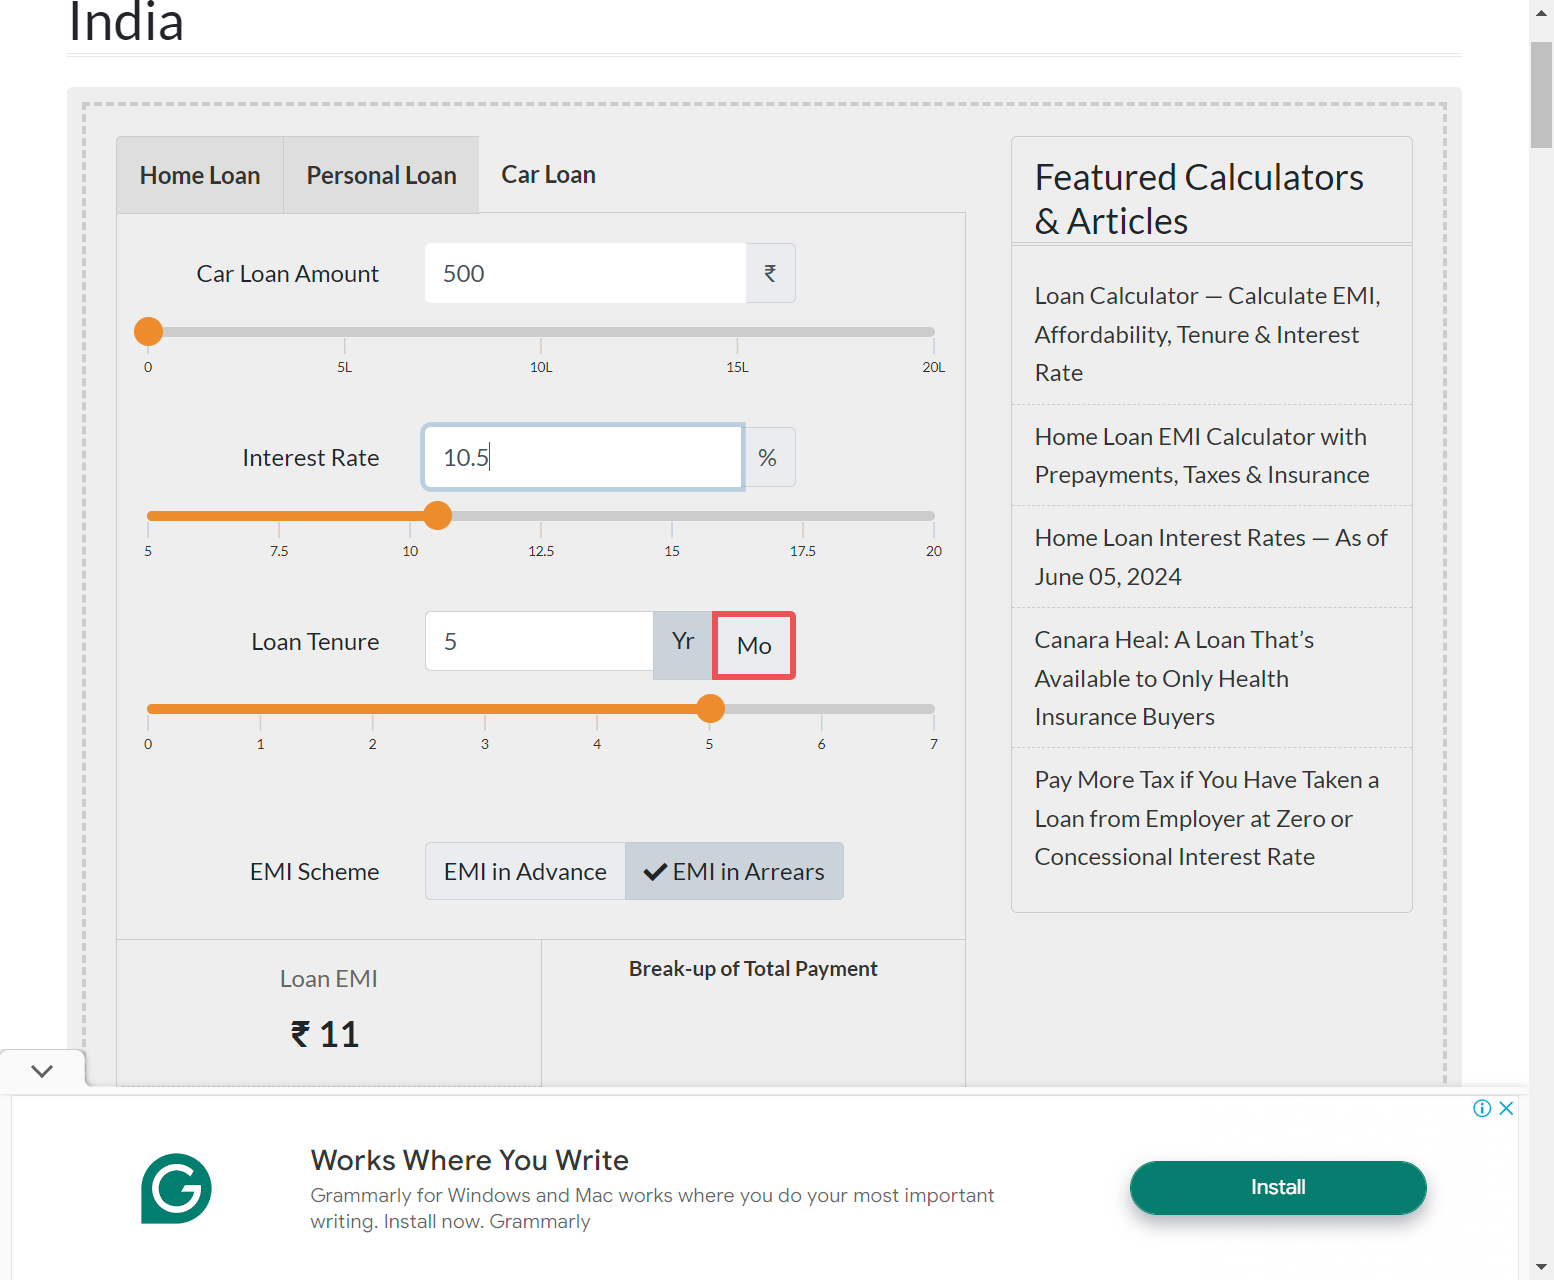 India
Home Loan
Personal Loan
Car Loan
Car Loan Amount
500
₹
0
5L
10L
15L
20L
Interest Rate
10.5
%
5
7.5
10
12.5
15
17.5
20
Loan Tenure
5
Yr
Mo
0
1
2
3
4
5
6
7
EMI Scheme
EMI in Advance
EMI in Arrears
Loan EMI
₹ 11
Break-up of Total Payment
Featured Calculators
& Articles
Loan Calculator — Calculate EMI,
Affordability, Tenure & Interest
Rate
Home Loan EMI Calculator with
Prepayments, Taxes & Insurance
Home Loan Interest Rates — As of
June 05, 2024
Canara Heal: A Loan That’s
Available to Only Health
Insurance Buyers
Pay More Tax if You Have Taken a
Loan from Employer at Zero or
Concessional Interest Rate
Works Where You Write
Grammarly for Windows and Mac works where you do your most important
writing. Install now. Grammarly
Install